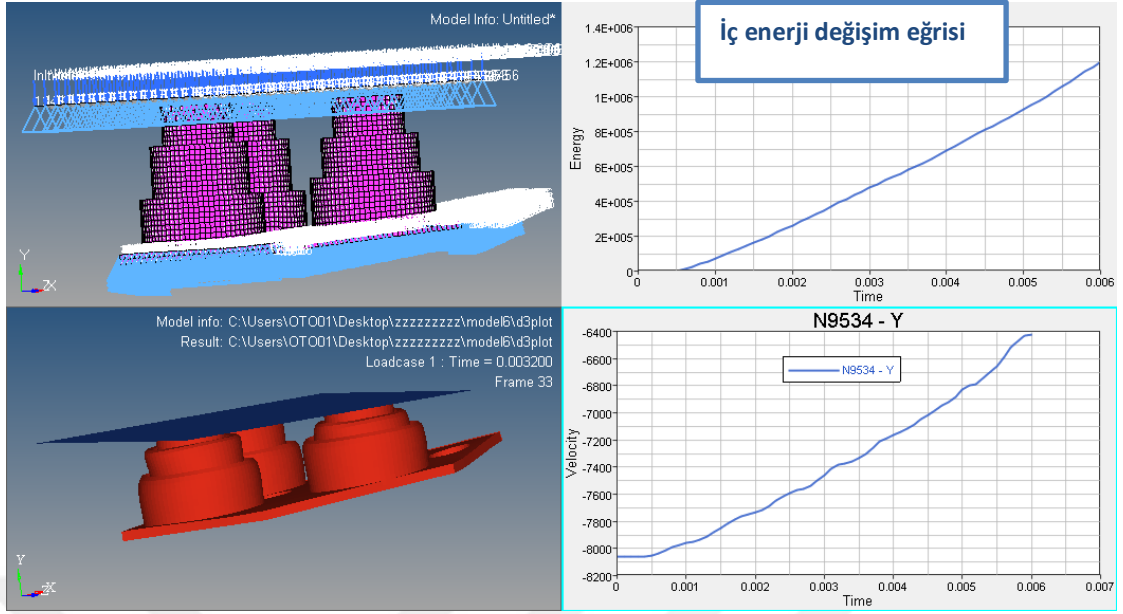 Model Info: Untitled*
Y
Z
X
İç enerji değişim eğrisi
1.4E+006
1.2E+006
1.0E+006
8E+005
6E+005
4E+005
2E+005
0
Energy
0
0.001
0.002
0.003
0.004
0.005
0.006
Time
Model info: C:\Users\OTO01\Desktop\zzzzzzzzz\model6\d3plot
Result: C:\Users\OTO01\Desktop\zzzzzzzzz\model6\d3plot
Loadcase 1 : Time = 0.003200
Frame 33
Y
Z
X
N9534 - Y
N9534 - Y
-6400
-6600
-6800
-7000
-7200
-7400
-7600
-7800
-8000
-8200
Velocity
0
0.001
0.002
0.003
0.004
0.005
0.006
0.007
Time